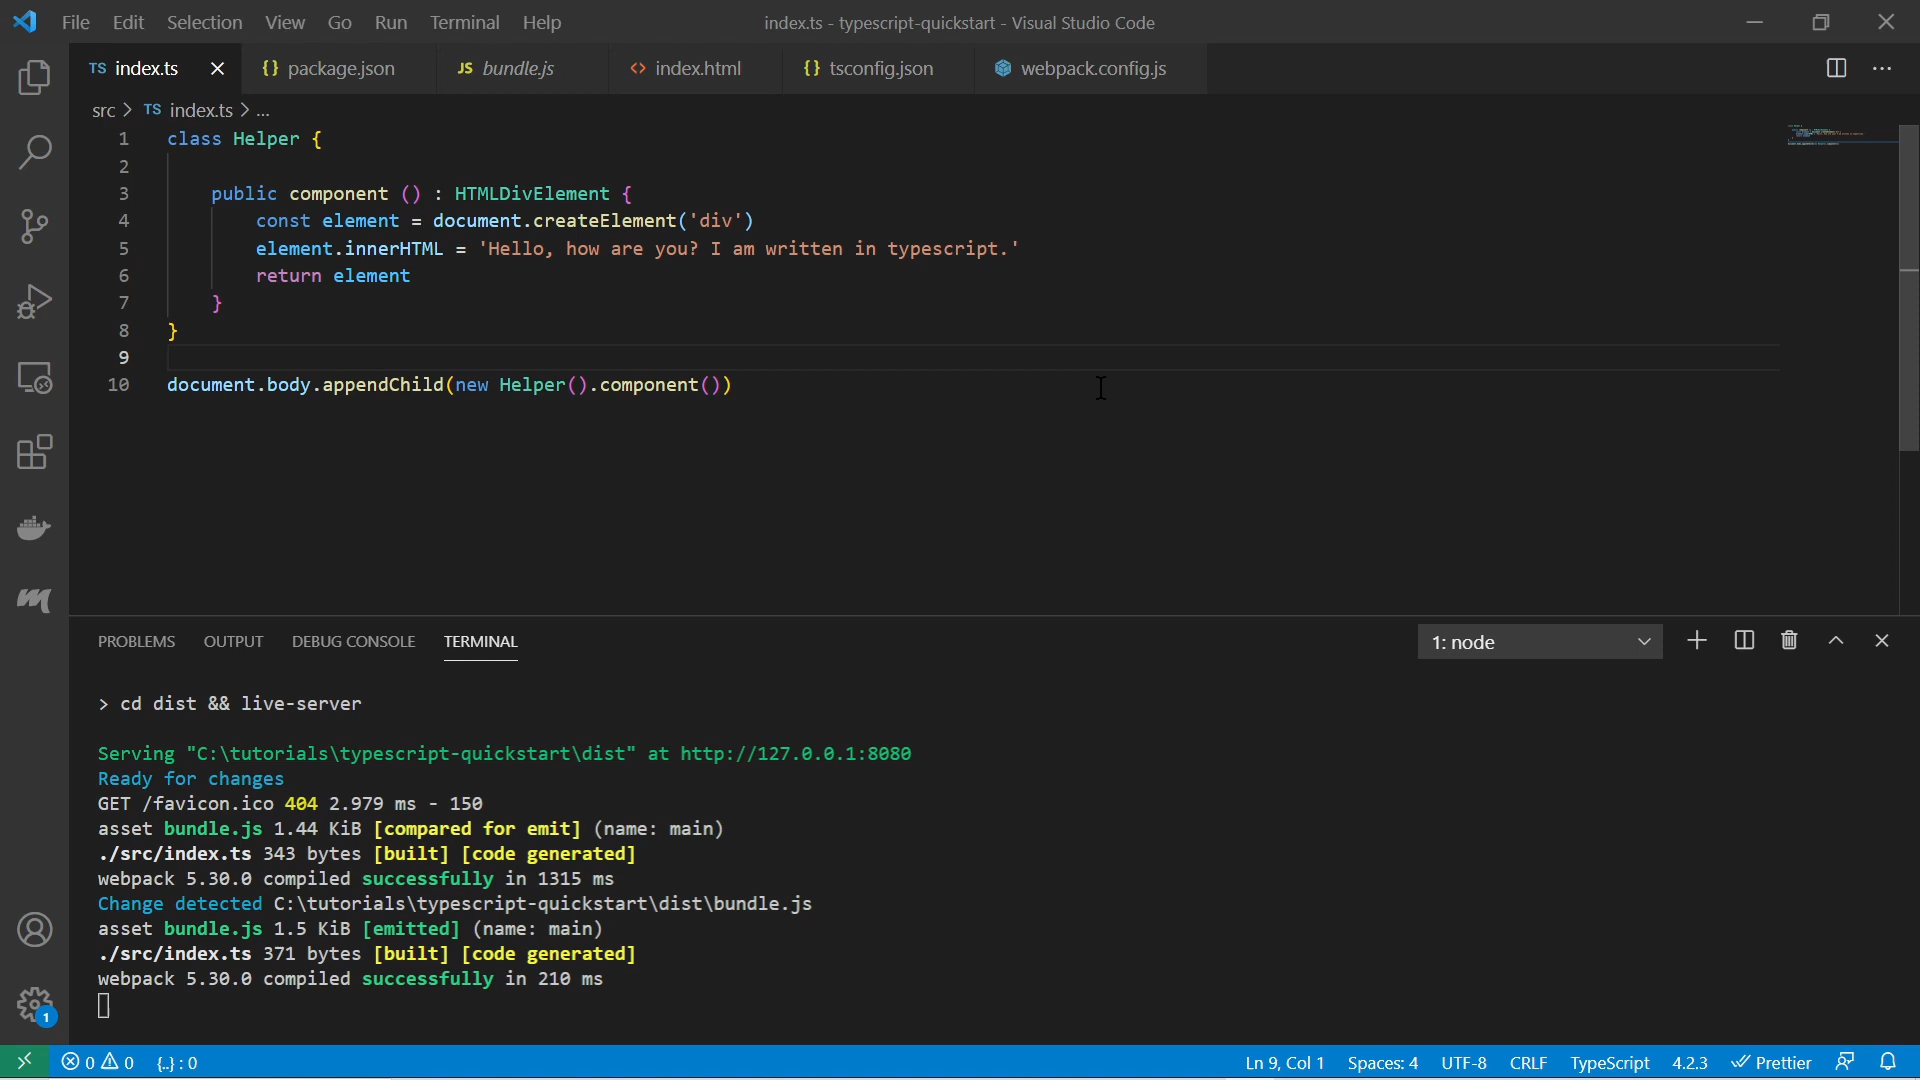 File Edit Selection View Go Run Terminal Help index.ts - typescript-quickstart - Visual Studio Code
TS index.ts {} package.json JS bundle.js <> index.html {} tsconfig.json webpack.config.js
src > TS index.ts > ...
1 class Helper {
2
3 public component () : HTMLDivElement {
4 const element = document.createElement('div')
5 element.innerHTML = 'Hello, how are you? I am written in typescript.'
6 return element
7 }
8 }
9
10 document.body.appendChild(new Helper().component())
PROBLEMS OUTPUT DEBUG CONSOLE TERMINAL 1: node
> cd dist && live-server
Serving "C:\tutorials\typescript-quickstart\dist" at http://127.0.0.1:8080
Ready for changes
GET /favicon.ico 404 2.979 ms - 150
asset bundle.js 1.44 KiB [compared for emit] (name: main)
./src/index.ts 343 bytes [built] [code generated]
webpack 5.30.0 compiled successfully in 1315 ms
Change detected C:\tutorials\typescript-quickstart\dist\bundle.js
asset bundle.js 1.5 KiB [emitted] (name: main)
./src/index.ts 371 bytes [built] [code generated]
webpack 5.30.0 compiled successfully in 210 ms
1
0 0 {..} : 0 Ln 9, Col 1 Spaces: 4 UTF-8 CRLF TypeScript 4.2.3 Prettier